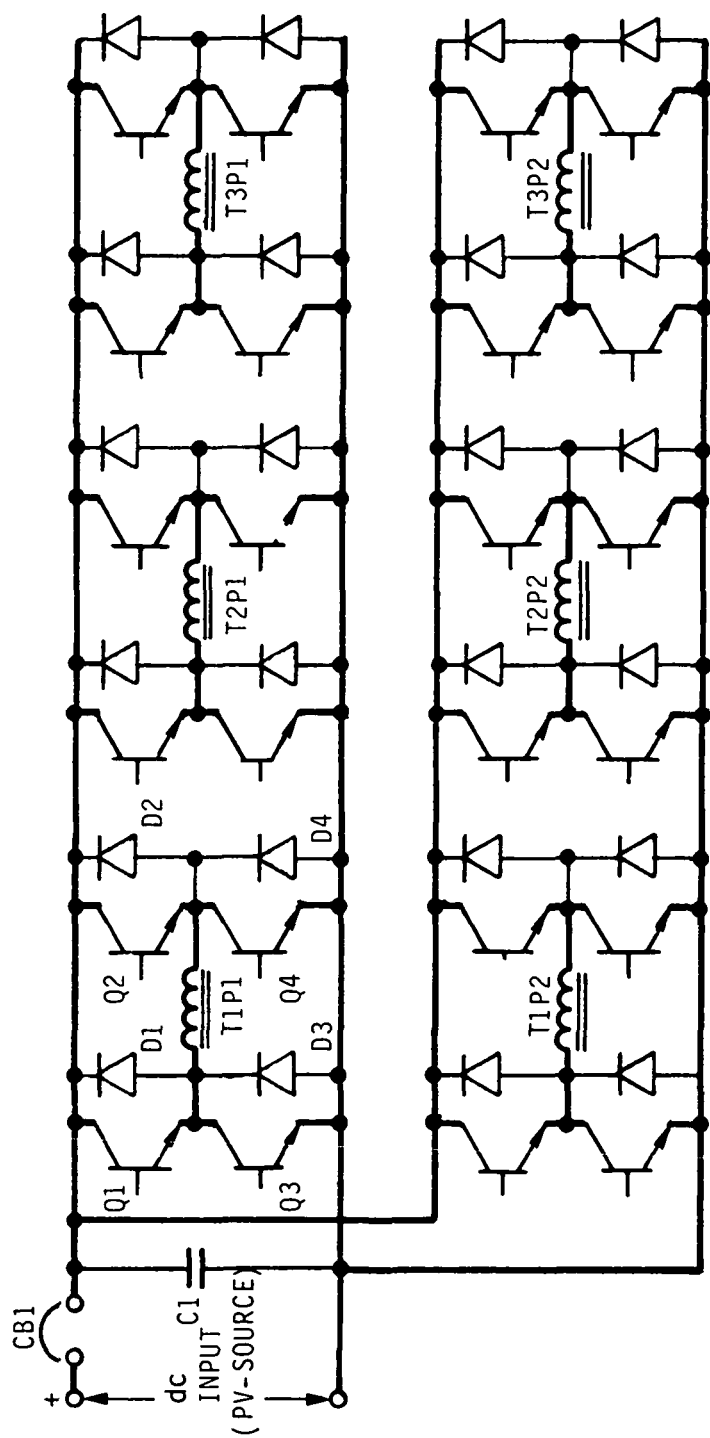 CB1
+
dc
INPUT
(PV-SOURCE)
C1
Q1
D1
Q2
D2
Q3
D3
Q4
D4
T1P1
T2P1
T3P1
T1P2
T2P2
T3P2